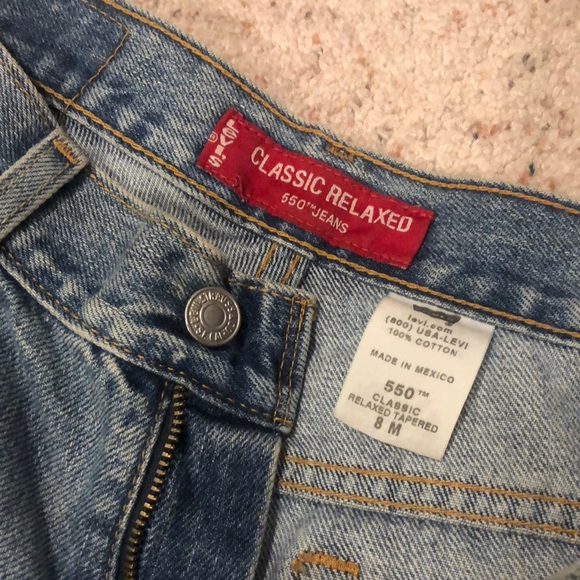 LEVI'S®
CLASSIC RELAXED
550™ JEANS
levi.com
(800) USA-LEVI
100% COTTON
MADE IN MEXICO
550™
CLASSIC
RELAXED TAPERED
8 M